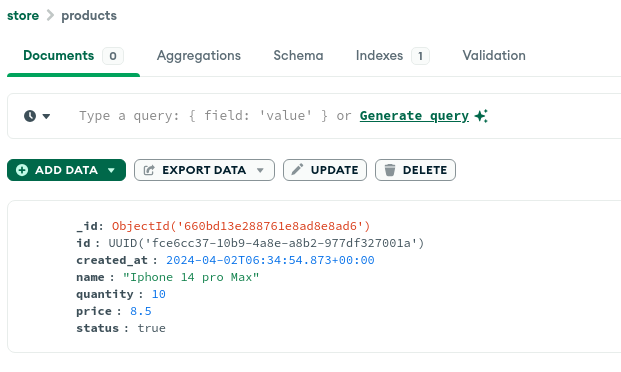 store > products
Documents 0 Aggregations Schema Indexes 1 Validation
Type a query: { field: 'value' } or Generate query
ADD DATA EXPORT DATA UPDATE DELETE
_id: ObjectId('660bd13e288761e8ad8e8ad6')
id : UUID('fce6cc37-10b9-4a8e-a8b2-977df327001a')
created_at : 2024-04-02T06:34:54.873+00:00
name : "Iphone 14 pro Max"
quantity : 10
price : 8.5
status : true